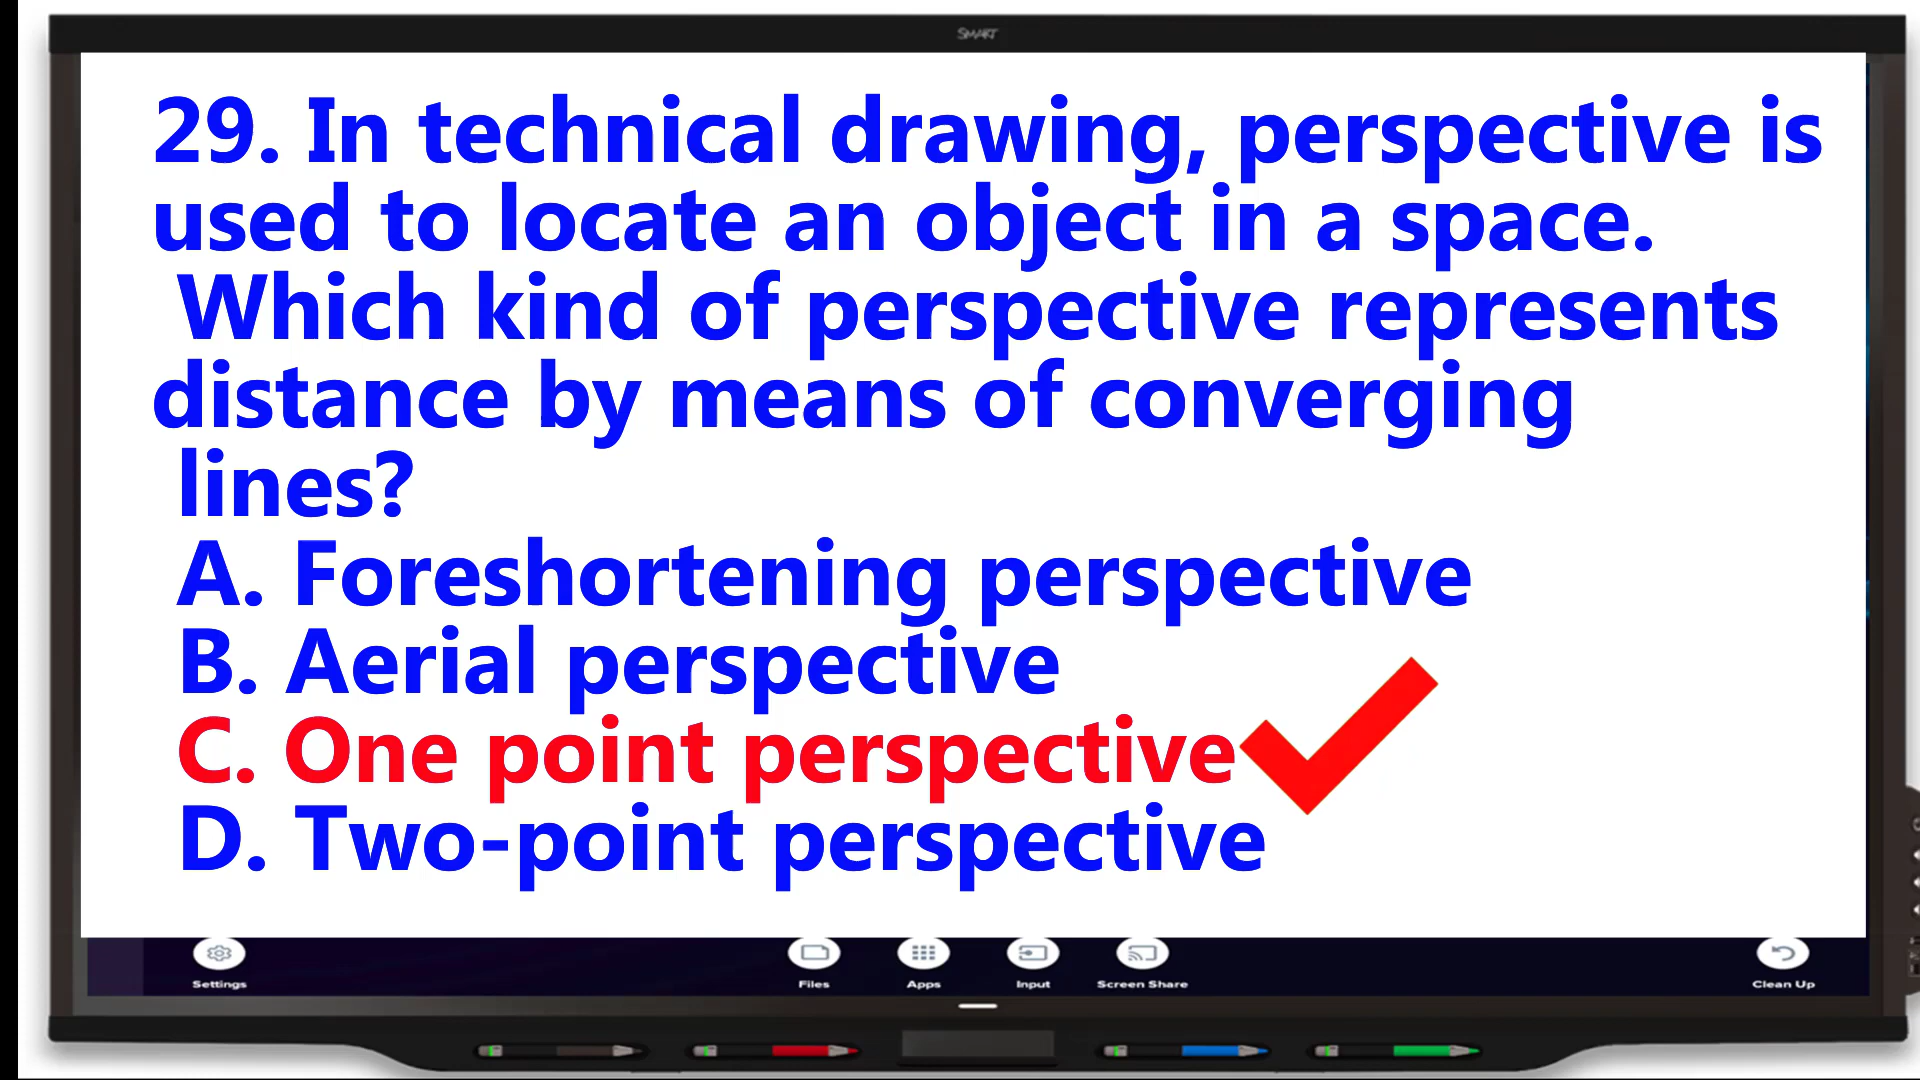 SMART
29. In technical drawing, perspective is
used to locate an object in a space.
Which kind of perspective represents
distance by means of converging
lines?
A. Foreshortening perspective
B. Aerial perspective
C. One point perspective
D. Two-point perspective
Settings
Files
Apps
Input
Screen Share
Clean Up